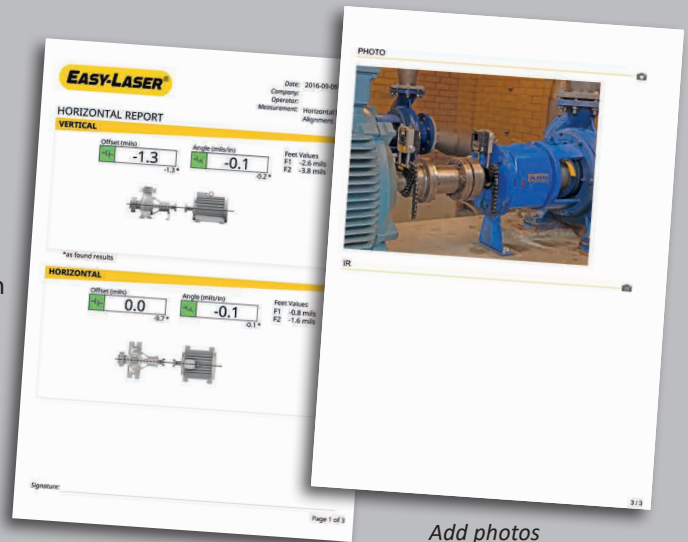 EASY-LASER®
Date: 2016-09-09
Company:
Operator:
Measurement: Horizontal
Alignment:
HORIZONTAL REPORT
VERTICAL
Offset (mils)
-1.3
-1.3*
Angle (mils/in)
-0.1
-0.2*
Feet Values
F1 -2.6 mils
F2 -3.8 mils
*as found results
HORIZONTAL
Offset (mils)
0.0
-9.7*
Angle (mils/in)
-0.1
-0.1*
Feet Values
F1 -0.8 mils
F2 -1.6 mils
Signature:
Page 1 of 3
PHOTO
IR
3/3
Add photos